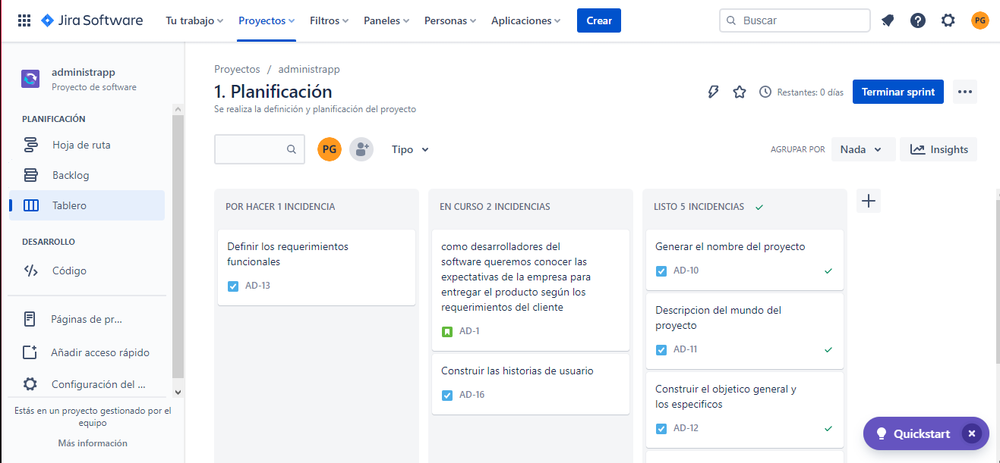 Jira Software
Tu trabajo
Proyectos
Filtros
Paneles
Personas
Aplicaciones
Crear
Buscar
PG
administrapp
Proyecto de software
PLANIFICACIÓN
Hoja de ruta
Backlog
Tablero
DESARROLLO
Código
Páginas de pr...
Añadir acceso rápido
Configuración del ...
Estás en un proyecto gestionado por el
equipo
Más información
Proyectos / administrapp
1. Planificación
Se realiza la definición y planificación del proyecto
Restantes: 0 días
Terminar sprint
PG
Tipo
AGRUPAR POR
Nada
Insights
POR HACER 1 INCIDENCIA
Definir los requerimientos
funcionales
AD-13
EN CURSO 2 INCIDENCIAS
como desarrolladores del
software queremos conocer las
expectativas de la empresa para
entregar el producto según los
requerimientos del cliente
AD-1
Construir las historias de usuario
AD-16
LISTO 5 INCIDENCIAS
Generar el nombre del proyecto
AD-10
Descripcion del mundo del
proyecto
AD-11
Construir el objetico general y
los especificos
AD-12
Quickstart